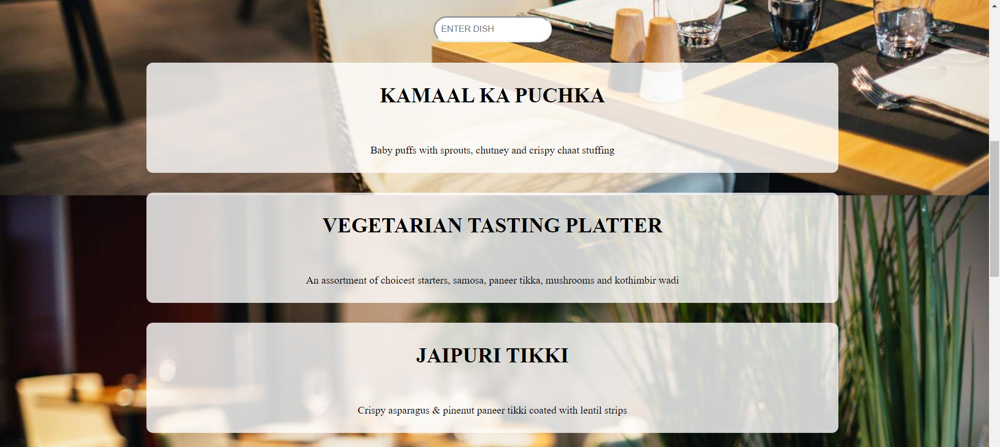 ENTER DISH
KAMAAL KA PUCHKA
Baby puffs with sprouts, chutney and crispy chaat stuffing
VEGETARIAN TASTING PLATTER
An assortment of choicest starters, samosa, paneer tikka, mushrooms and kothimbir wadi
JAIPURI TIKKI
Crispy asparagus & pinenut paneer tikki coated with lentil strips